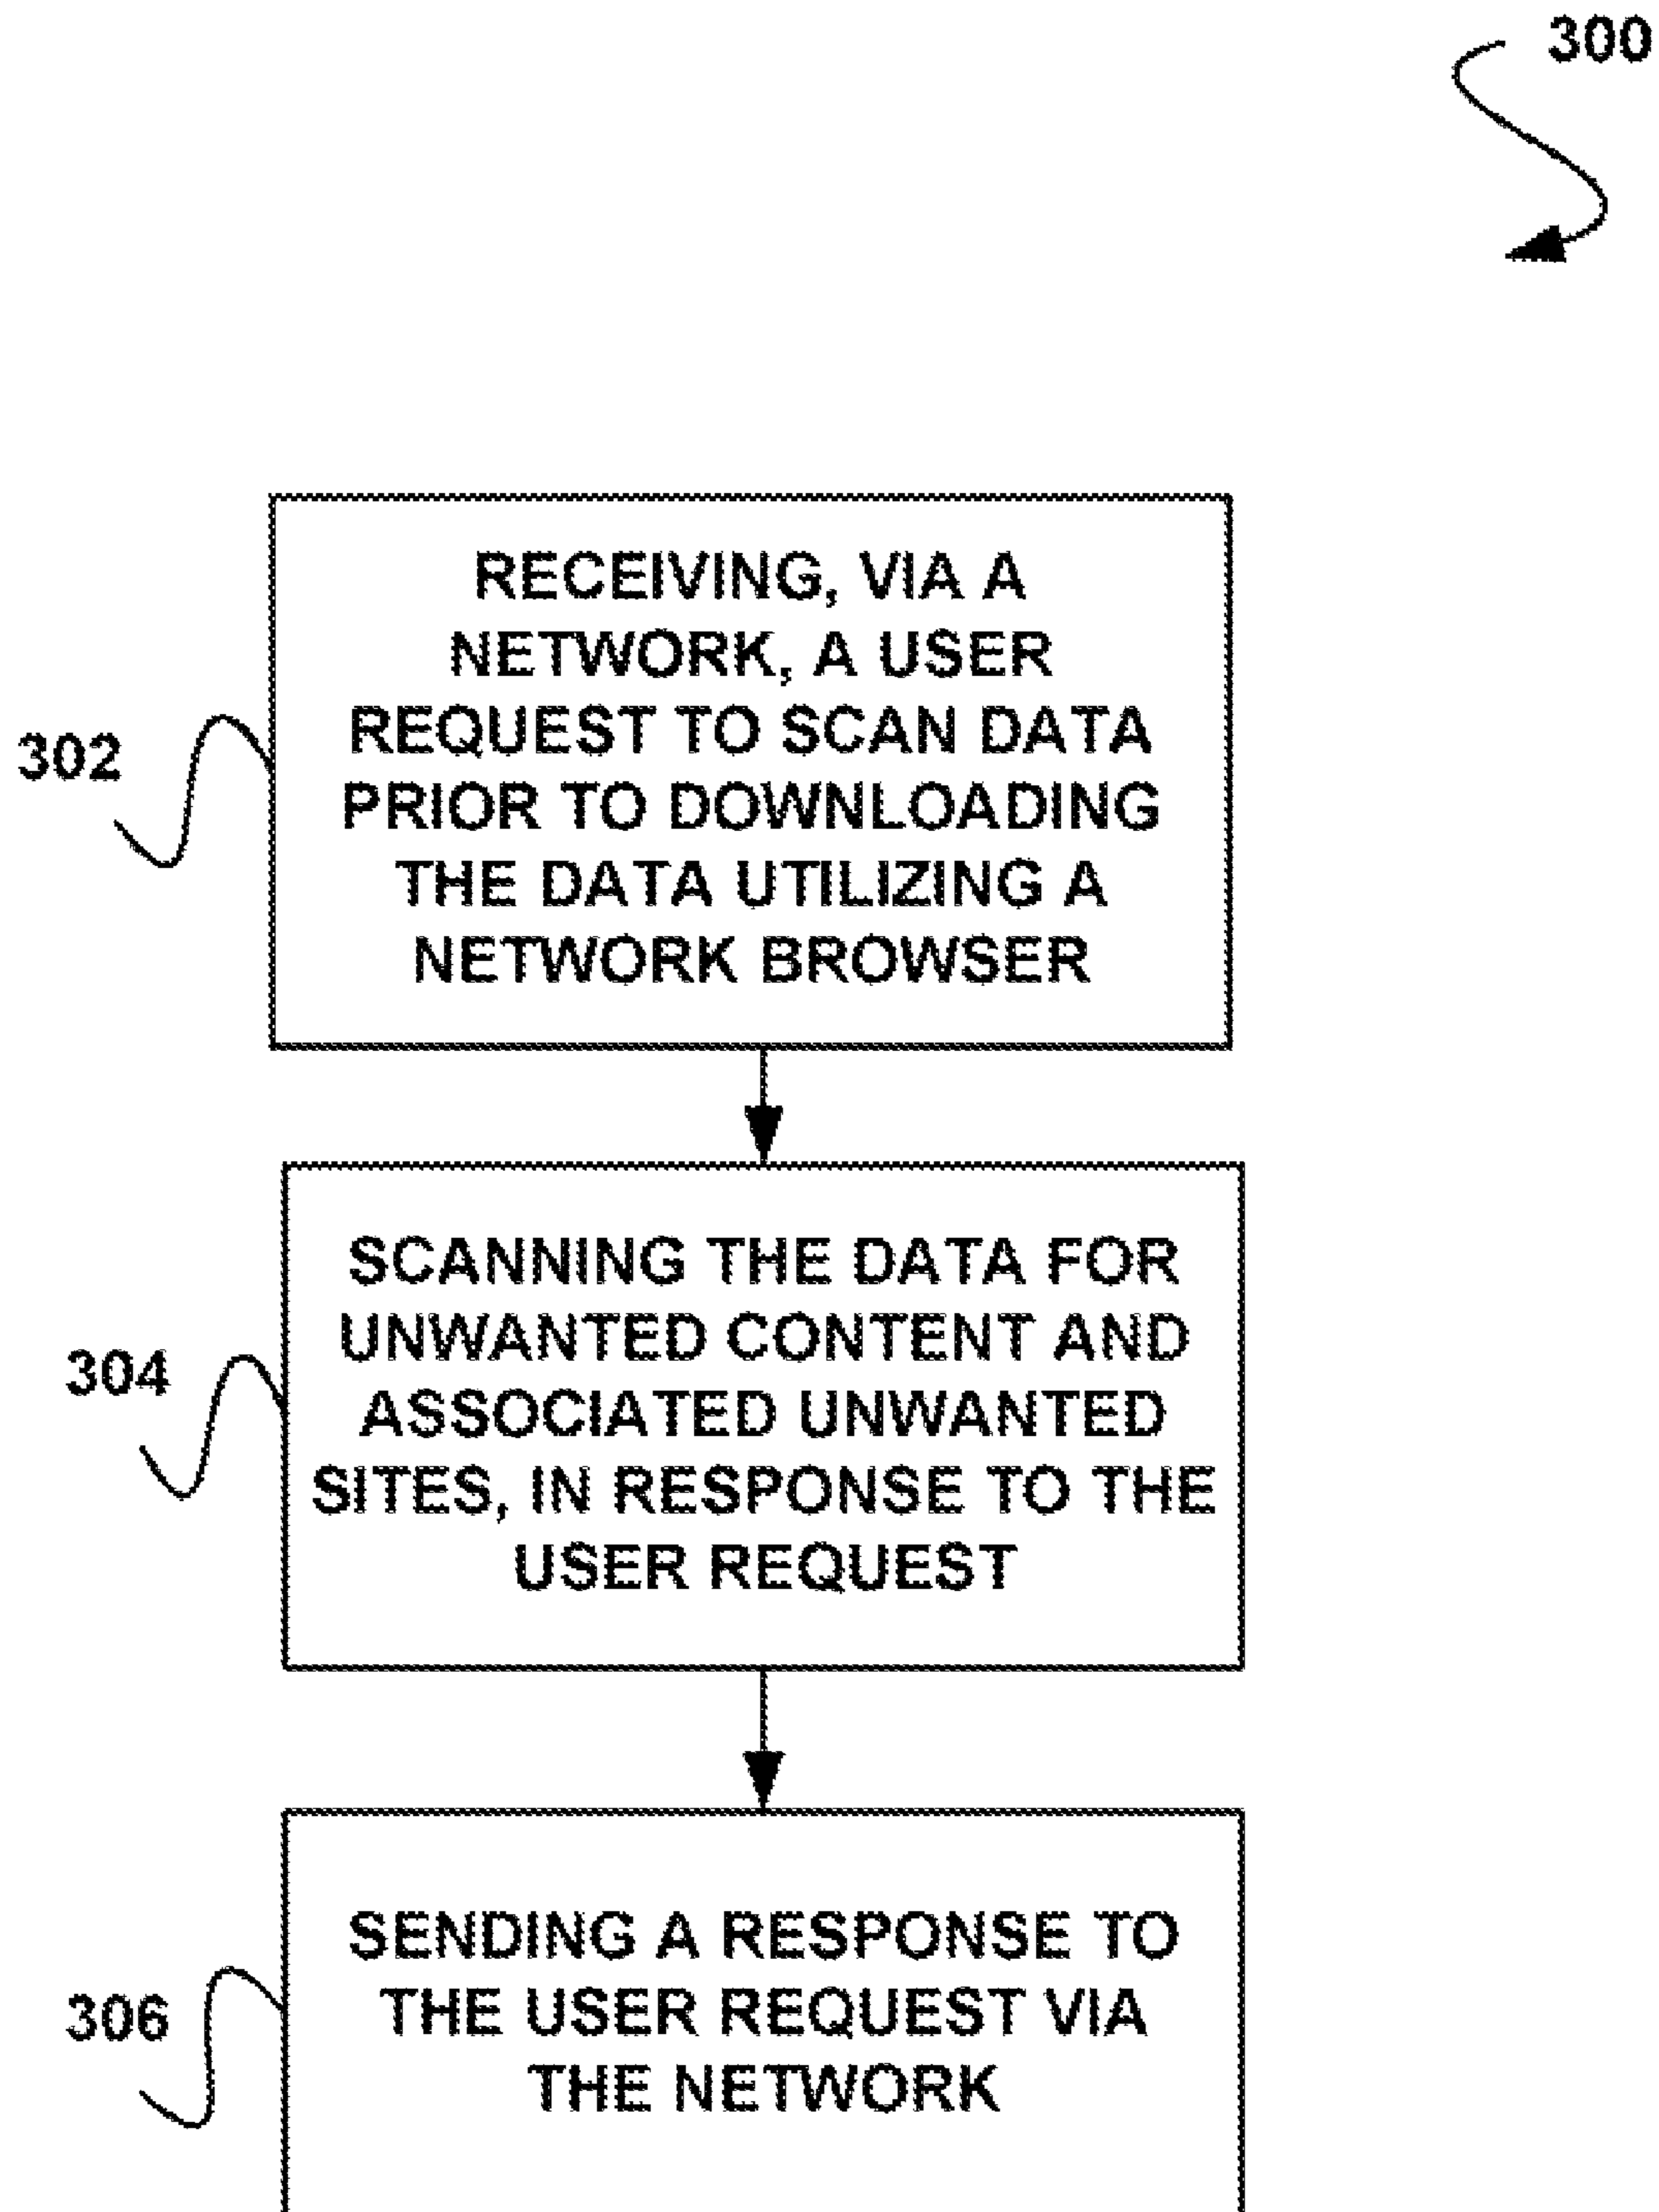 300
302
RECEIVING, VIA A
NETWORK, A USER
REQUEST TO SCAN DATA
PRIOR TO DOWNLOADING
THE DATA UTILIZING A
NETWORK BROWSER
304
SCANNING THE DATA FOR
UNWANTED CONTENT AND
ASSOCIATED UNWANTED
SITES, IN RESPONSE TO THE
USER REQUEST
306
SENDING A RESPONSE TO
THE USER REQUEST VIA
THE NETWORK